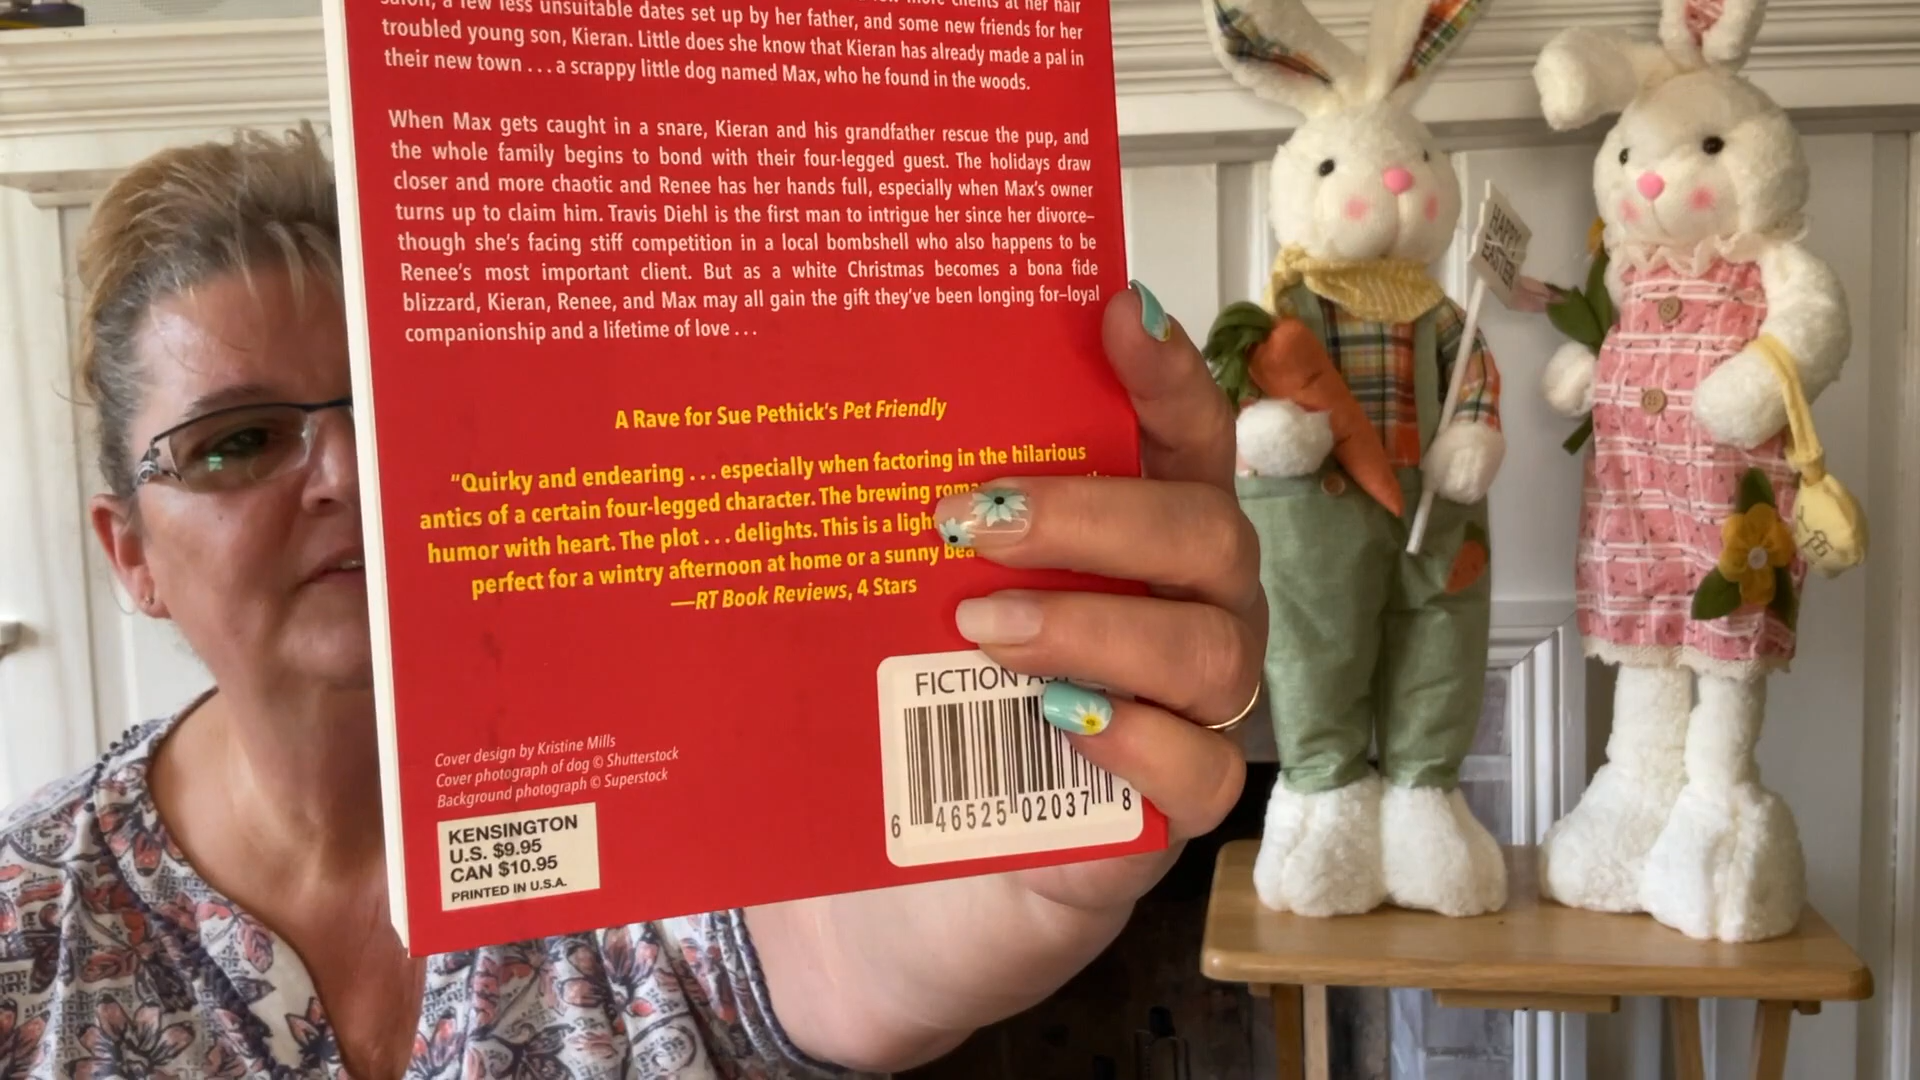 salon, a few less unsuitable dates set up by her father, and some new friends for her
troubled young son, Kieran. Little does she know that Kieran has already made a pal in
their new town ... a scrappy little dog named Max, who he found in the woods.
When Max gets caught in a snare, Kieran and his grandfather rescue the pup, and
the whole family begins to bond with their four-legged guest. The holidays draw
closer and more chaotic and Renee has her hands full, especially when Max's owner
turns up to claim him. Travis Diehl is the first man to intrigue her since her divorce–
though she's facing stiff competition in a local bombshell who also happens to be
Renee's most important client. But as a white Christmas becomes a bona fide
blizzard, Kieran, Renee, and Max may all gain the gift they've been longing for–loyal
companionship and a lifetime of love ...
A Rave for Sue Pethick's Pet Friendly
"Quirky and endearing ... especially when factoring in the hilarious
antics of a certain four-legged character. The brewing
humor with heart. The plot ... delights. This is a
perfect for a wintry afternoon at home or a sunny
—RT Book Reviews, 4 Stars
FICTION
6 46525 02037 8
Cover design by Kristine Mills
Cover photograph of dog © Shutterstock
Background photograph © Superstock
KENSINGTON
U.S. $9.95
CAN $10.95
PRINTED IN U.S.A.
HAPPY
EASTER